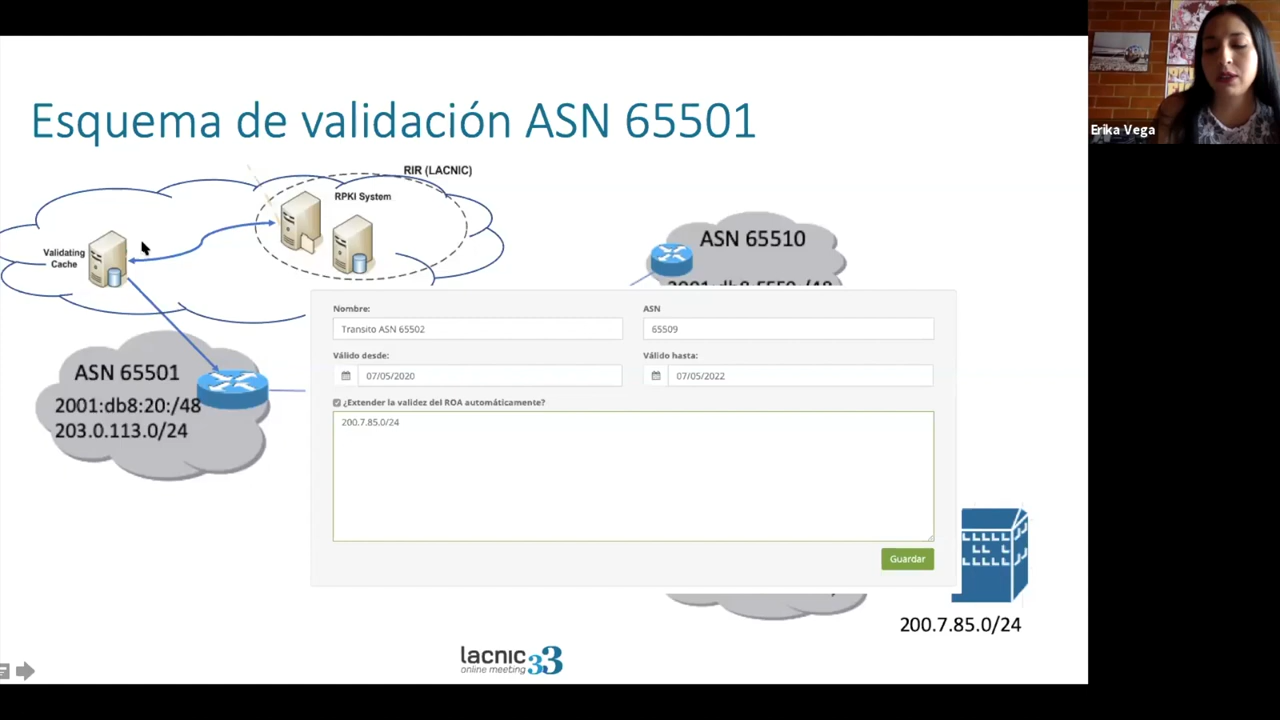 Esquema de validación ASN 65501
RIR (LACNIC)
RPKI System
Validating
Cache
ASN 65510
ASN 65501
2001:db8:20:/48
203.0.113.0/24
Nombre:
Transito ASN 65502
ASN
65509
Válido desde:
07/05/2020
Válido hasta:
07/05/2022
¿Extender la validez del ROA automáticamente?
200.7.85.0/24
Guardar
200.7.85.0/24
lacnic 33
online meeting
Erika Vega